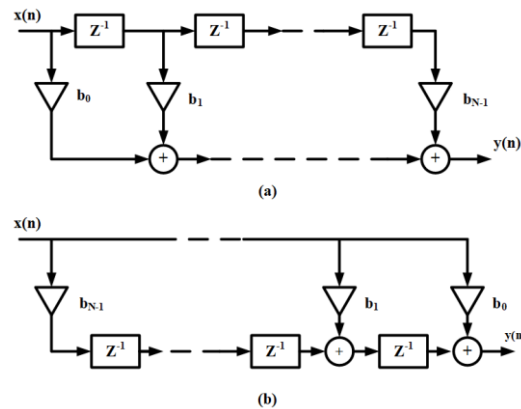 x(n)
Z-1 Z-1 Z-1
b0 b1 bN-1
+ +
y(n)
(a)
x(n)
bN-1 b1 b0
Z-1 Z-1 + Z-1 +
y(n
(b)